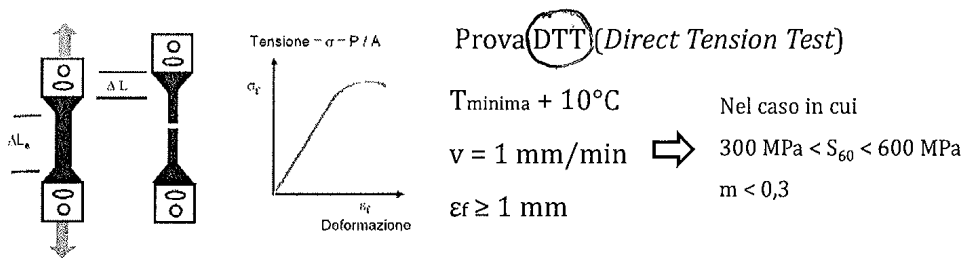 Prova DTT (Direct Tension Test)
Tensione – σ – P / A
ΔL
σf
ΔLe
εf
Deformazione
Tminima + 10°C
v = 1 mm/min
εf ≥ 1 mm
Nel caso in cui
300 MPa < S60 < 600 MPa
m < 0,3